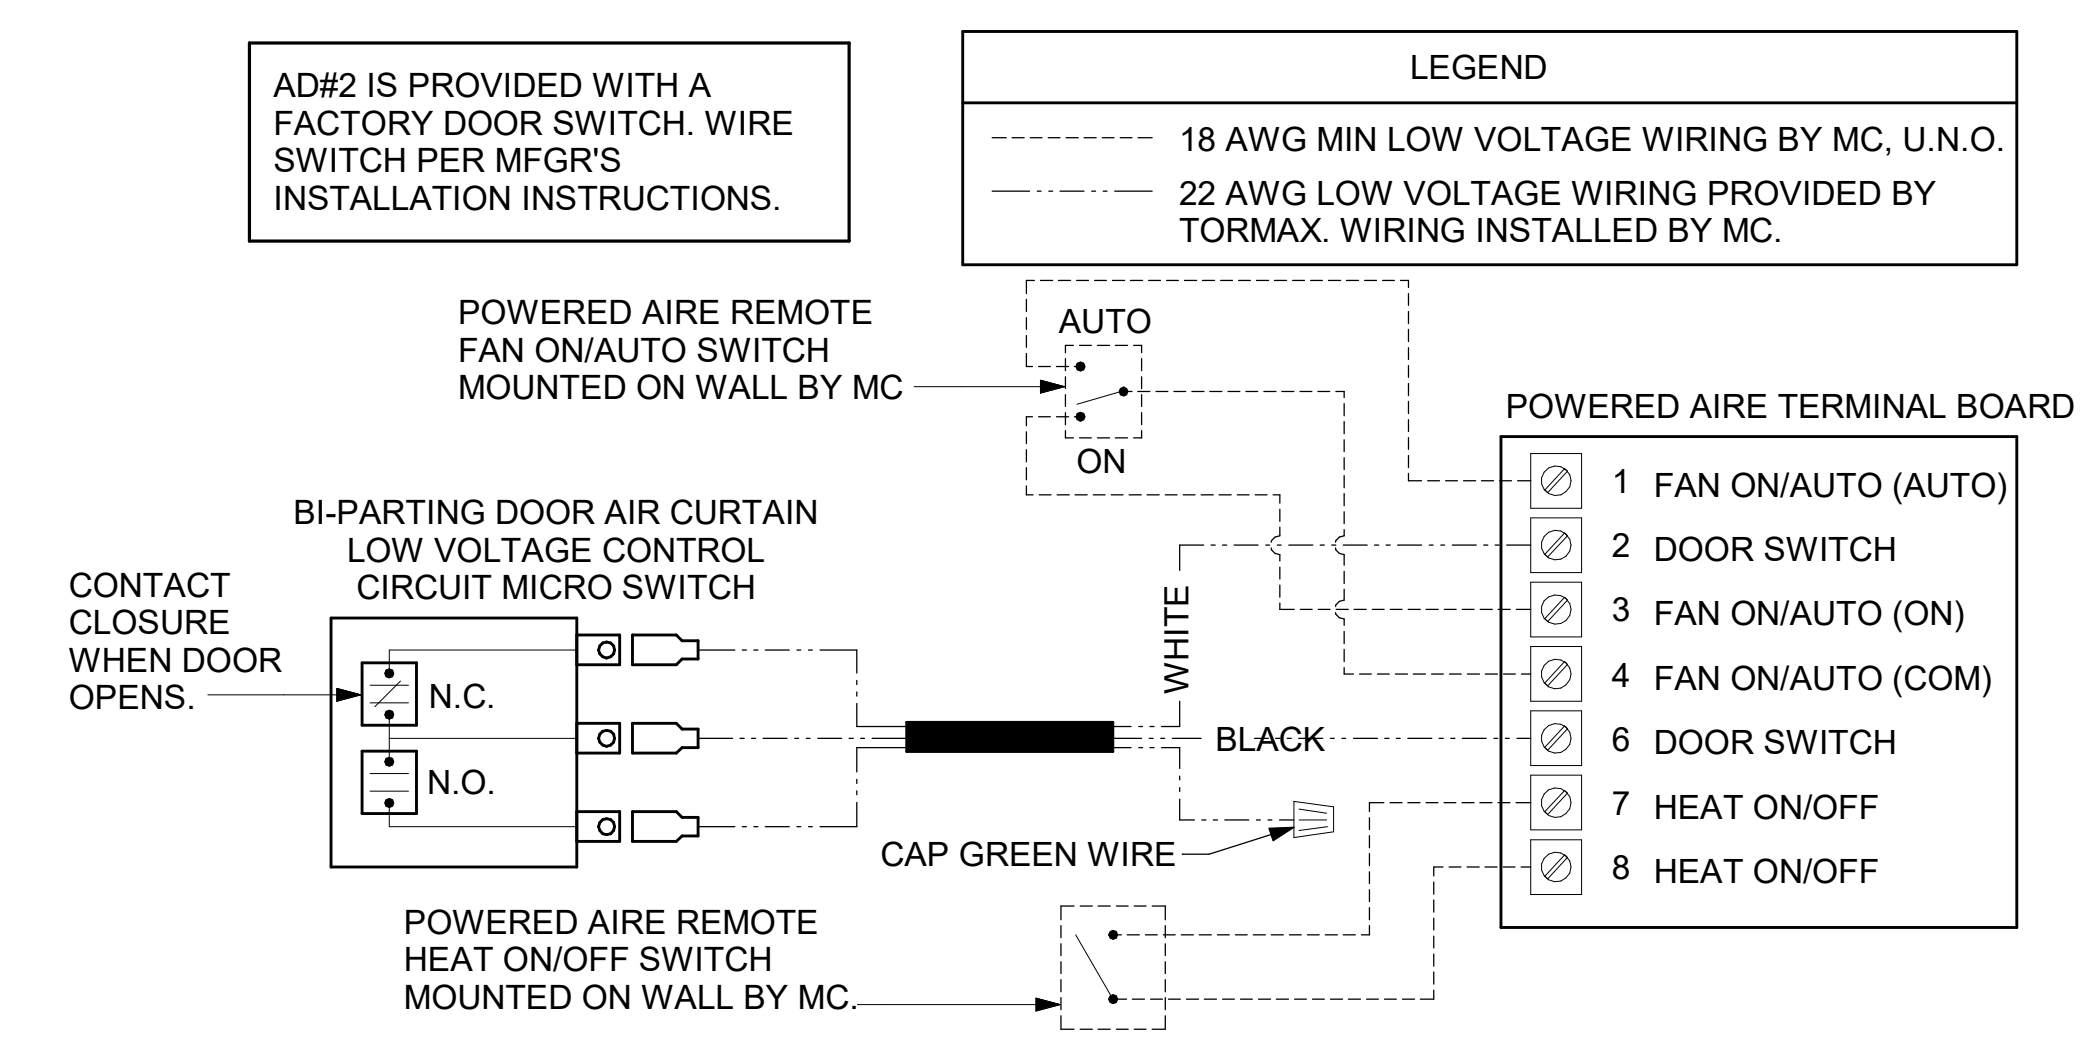 AD#2 IS PROVIDED WITH A
FACTORY DOOR SWITCH. WIRE
SWITCH PER MFGR'S
INSTALLATION INSTRUCTIONS.
LEGEND
18 AWG MIN LOW VOLTAGE WIRING BY MC, U.N.O.
22 AWG LOW VOLTAGE WIRING PROVIDED BY
TORMAX. WIRING INSTALLED BY MC.
POWERED AIRE REMOTE
FAN ON/AUTO SWITCH
MOUNTED ON WALL BY MC
AUTO
ON
POWERED AIRE TERMINAL BOARD
1 FAN ON/AUTO (AUTO)
2 DOOR SWITCH
3 FAN ON/AUTO (ON)
4 FAN ON/AUTO (COM)
6 DOOR SWITCH
7 HEAT ON/OFF
8 HEAT ON/OFF
BI-PARTING DOOR AIR CURTAIN
LOW VOLTAGE CONTROL
CIRCUIT MICRO SWITCH
CONTACT
CLOSURE
WHEN DOOR
OPENS.
N.C.
N.O.
WHITE
BLACK
CAP GREEN WIRE
POWERED AIRE REMOTE
HEAT ON/OFF SWITCH
MOUNTED ON WALL BY MC.